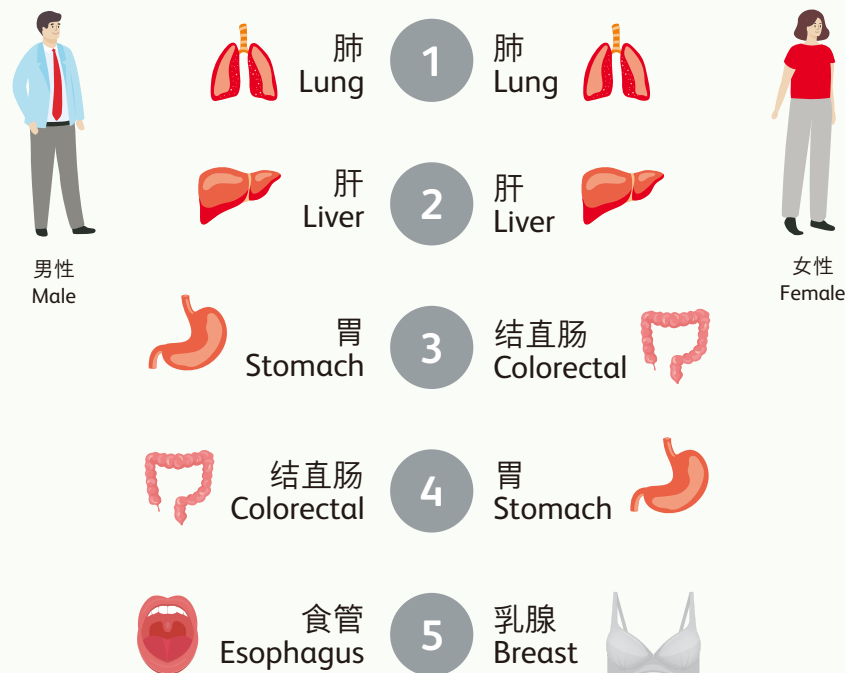 肺
Lung
1
肺
Lung
肝
Liver
2
肝
Liver
男性
Male
女性
Female
胃
Stomach
3
结直肠
Colorectal
结直肠
Colorectal
4
胃
Stomach
食管
Esophagus
5
乳腺
Breast